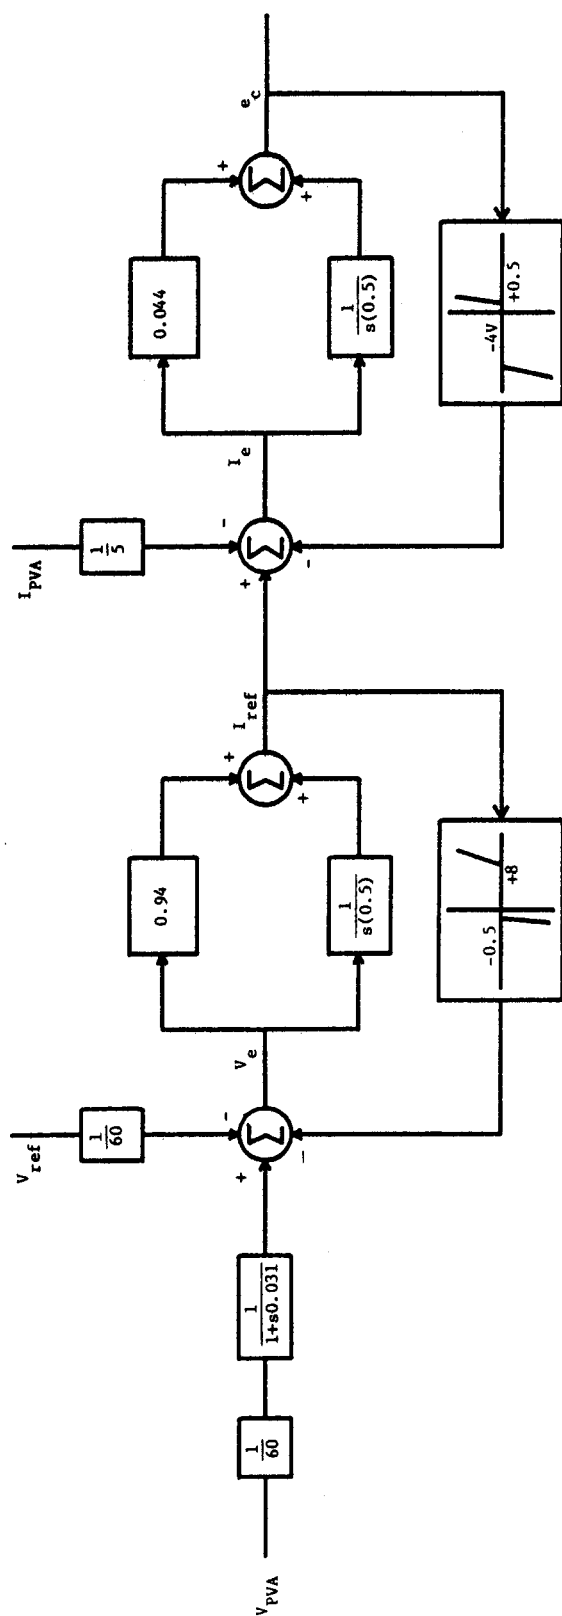 V_PVA
1/60
1/(1+s0.031)
+
-
-
V_ref
1/60
Σ
V_e
0.94
1/s(0.5)
+
+
Σ
I_ref
-0.5
+8
+
-
-
I_PVA
1/5
Σ
I_e
0.044
1/s(0.5)
+
+
Σ
e_c
-4V
+0.5